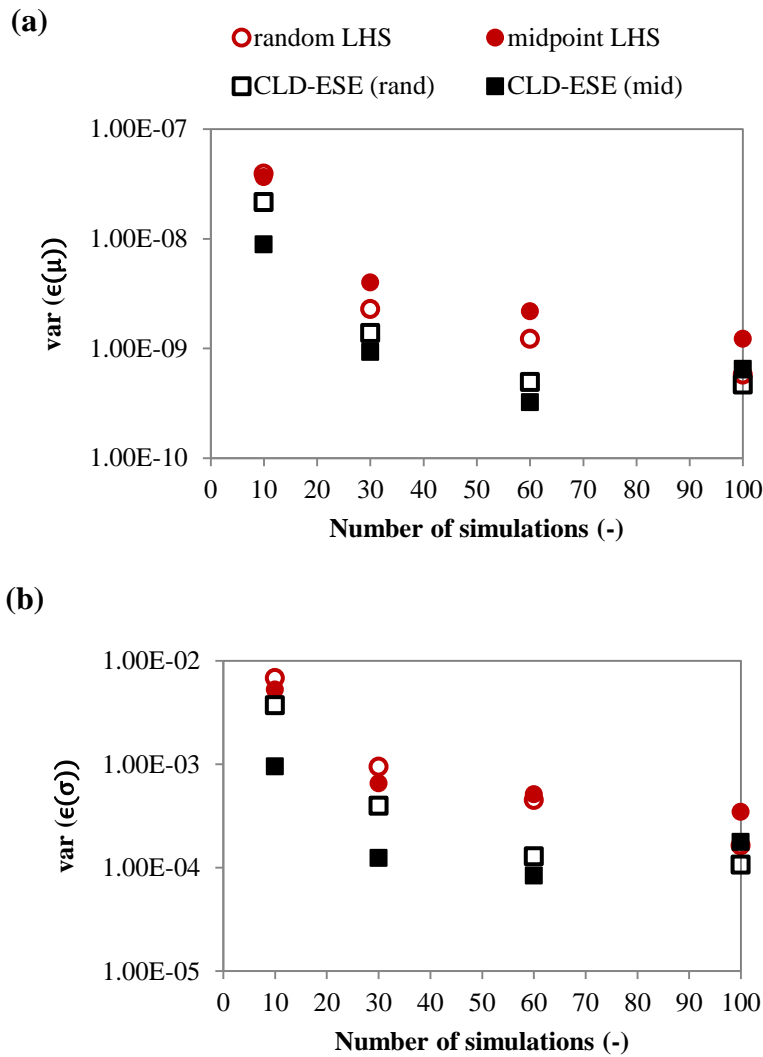 (a)
random LHS
midpoint LHS
CLD-ESE (rand)
CLD-ESE (mid)
1.00E-07
1.00E-08
1.00E-09
1.00E-10
var (ϵ(μ))
0 10 20 30 40 50 60 70 80 90 100
Number of simulations (-)
(b)
1.00E-02
1.00E-03
1.00E-04
1.00E-05
var (ϵ(σ))
0 10 20 30 40 50 60 70 80 90 100
Number of simulations (-)